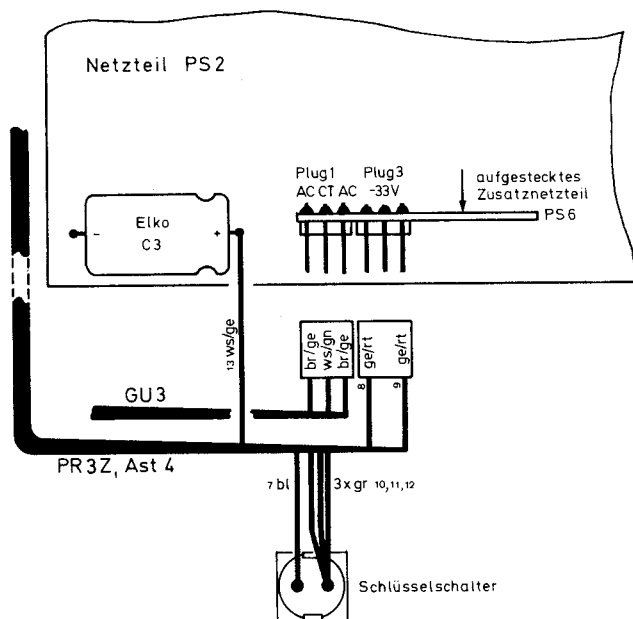 Netzteil PS2
Plug1 Plug3
AC CT AC -33V
aufgestecktes
Zusatznetzteil
PS6
- Elko +
C3
13 ws/ge
br/ge
ws/gn
br/ge
ge/rt
ge/rt
8
9
GU3
PR3Z, Ast 4
7 bl
3x gr 10,11,12
Schlüsselschalter